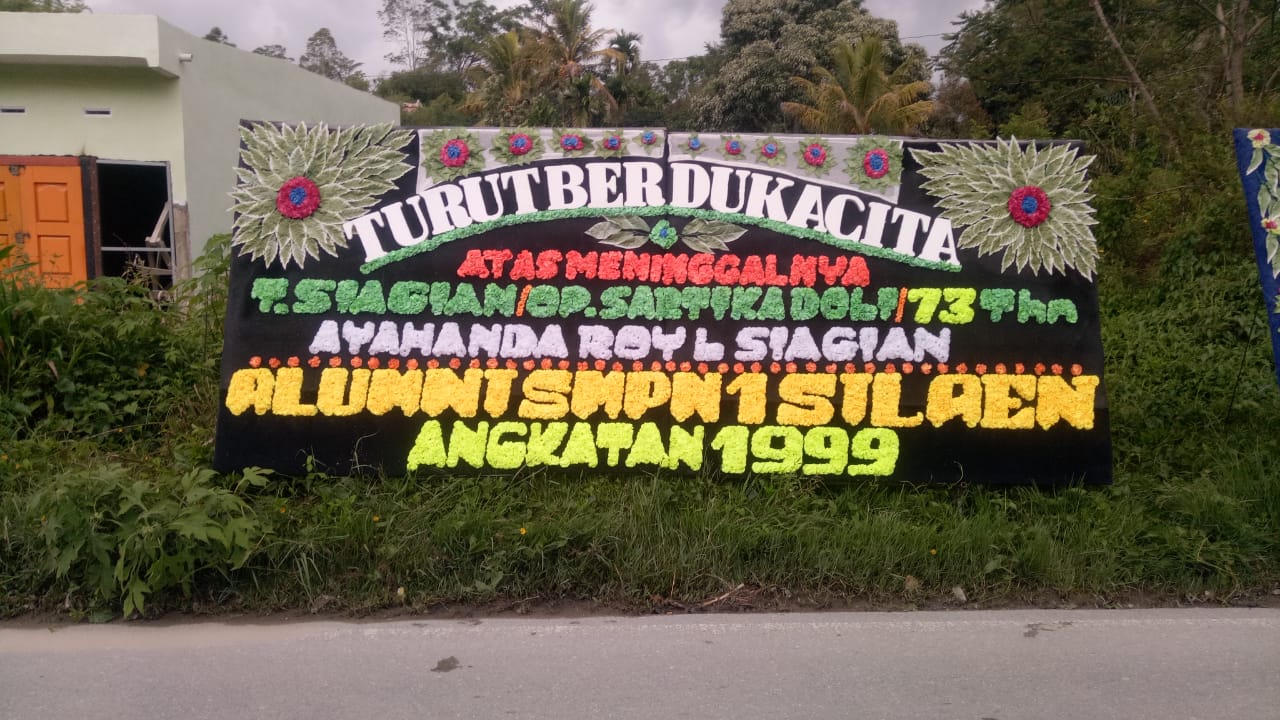 TURUT BERDUKACITA
ATAS MENINGGALNYA
T. SIAGIAN/OP. SARTIKA DOLI/73 Thn
AYAHANDA ROY L SIAGIAN
ALUMNI SMPN 1 SILAEN
ANGKATAN 1999